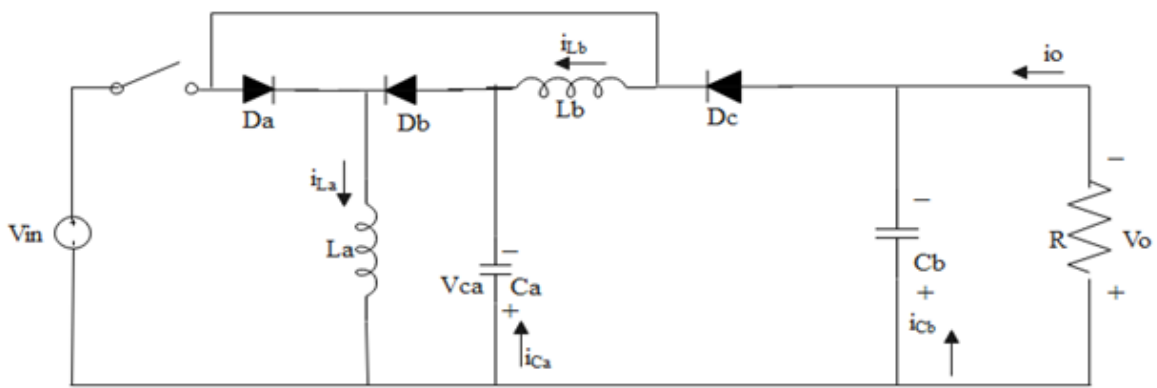 iLb
io
Da
Db
Lb
Dc
iLa
Vin
La
Vca
Ca
iCa
Cb
iCb
R
Vo
−
+
−
+
−
+